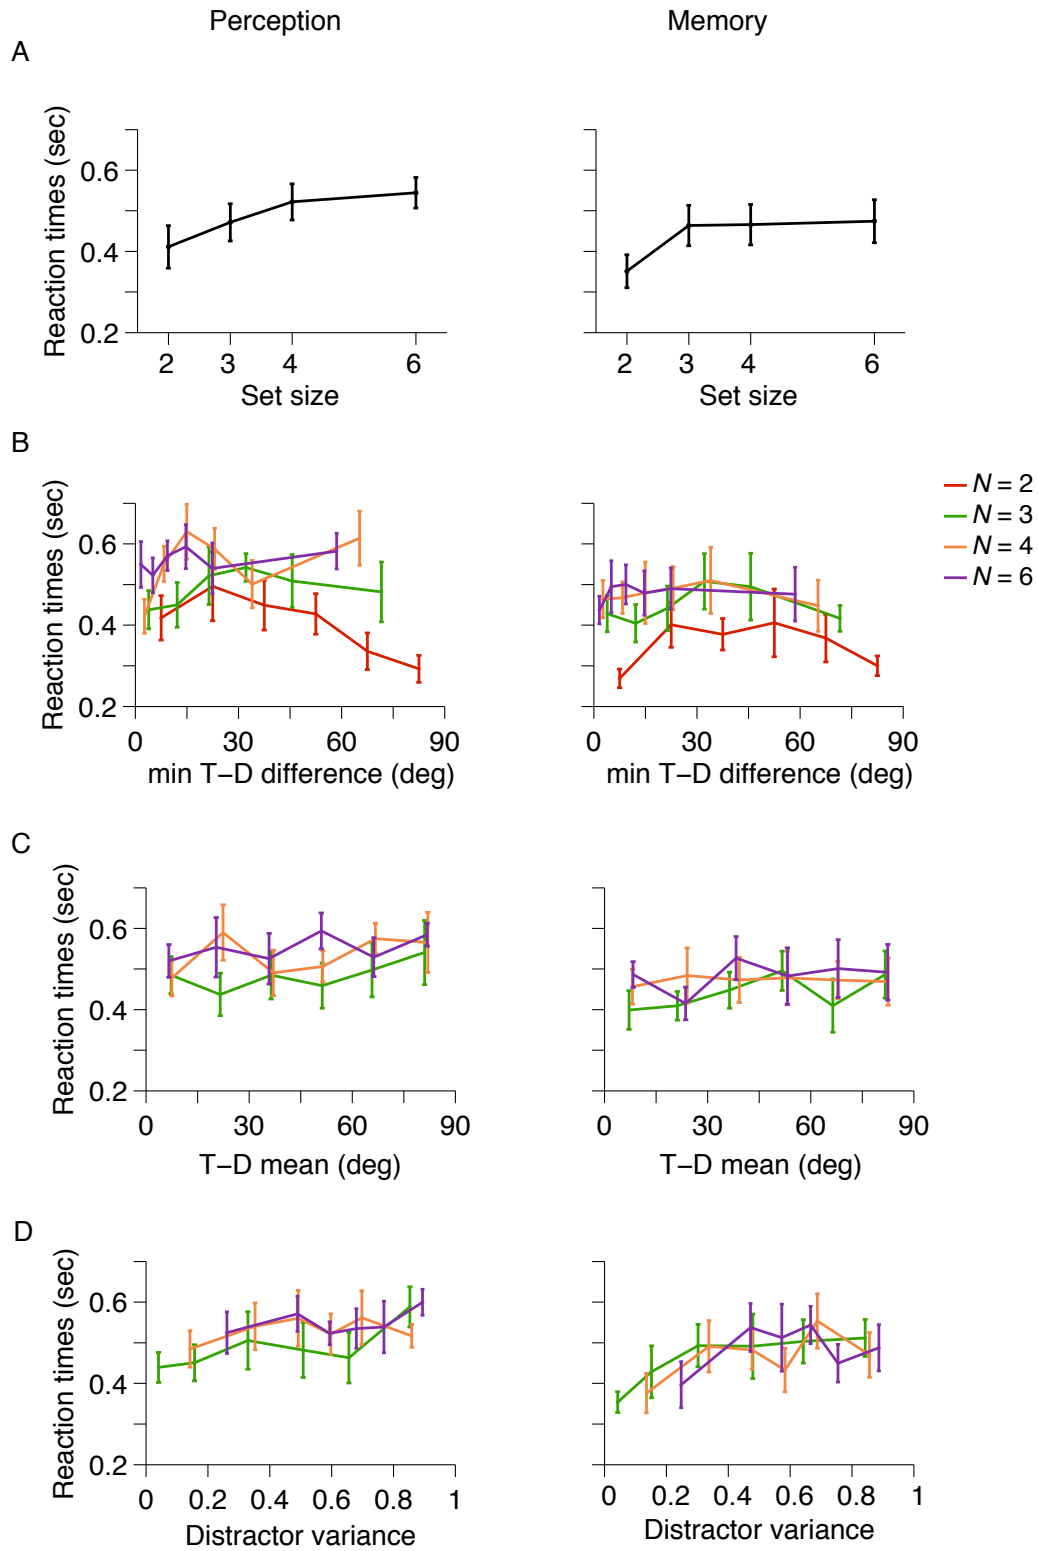 Perception Memory
A
Reaction times (sec)
0.6
0.4
0.2
2 3 4 6
Set size
2 3 4 6
Set size
B
Reaction times (sec)
0.6
0.4
0.2
0 30 60 90
min T−D difference (deg)
0 30 60 90
min T−D difference (deg)
N = 2
N = 3
N = 4
N = 6
C
Reaction times (sec)
0.6
0.4
0.2
0 30 60 90
T−D mean (deg)
0 30 60 90
T−D mean (deg)
D
Reaction times (sec)
0.6
0.4
0.2
0 0.2 0.4 0.6 0.8 1
Distractor variance
0 0.2 0.4 0.6 0.8 1
Distractor variance